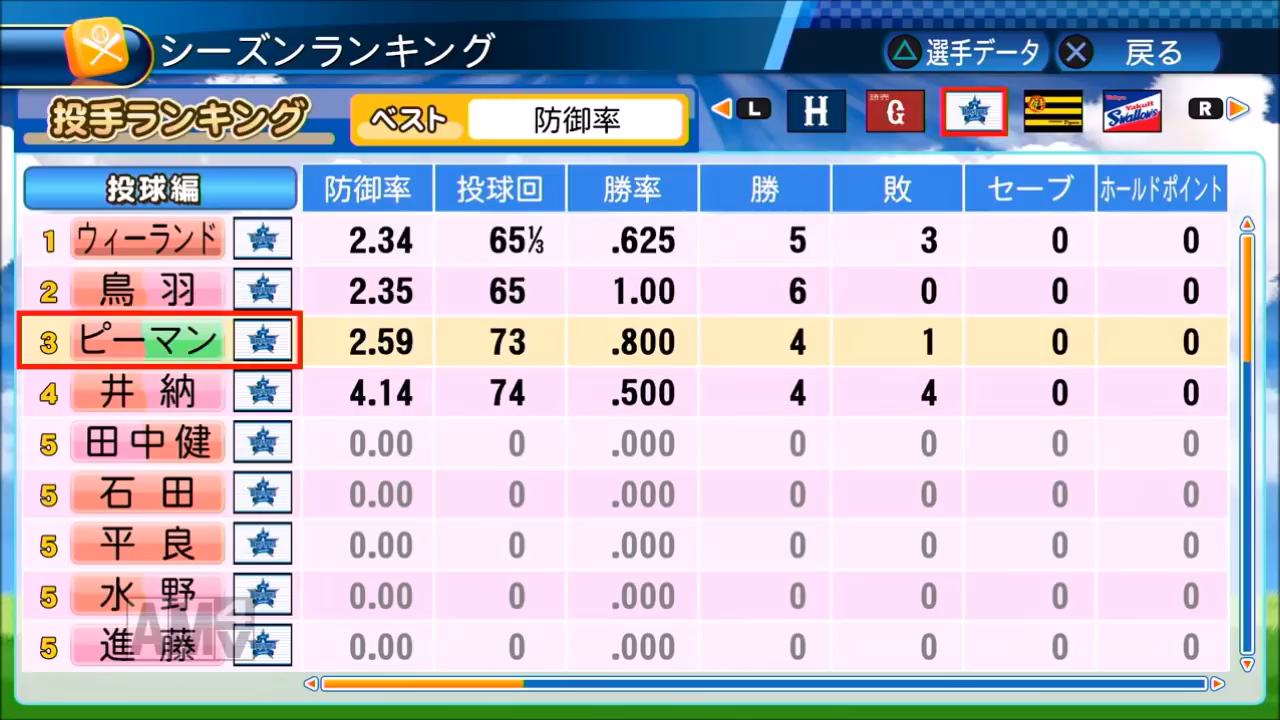 シーズンランキング
選手データ
戻る
投手ランキング
ベスト 防御率
L H 読売 G Yakult Swallows R
投球編 防御率 投球回 勝率 勝 敗 セーブ ホールドポイント
1 ウィーランド 2.34 65⅓ .625 5 3 0 0
2 鳥羽 2.35 65 1.00 6 0 0 0
3 ピーマン 2.59 73 .800 4 1 0 0
4 井納 4.14 74 .500 4 4 0 0
5 田中健 0.00 0 .000 0 0 0 0
5 石田 0.00 0 .000 0 0 0 0
5 平良 0.00 0 .000 0 0 0 0
5 水野 0.00 0 .000 0 0 0 0
5 進藤 0.00 0 .000 0 0 0 0